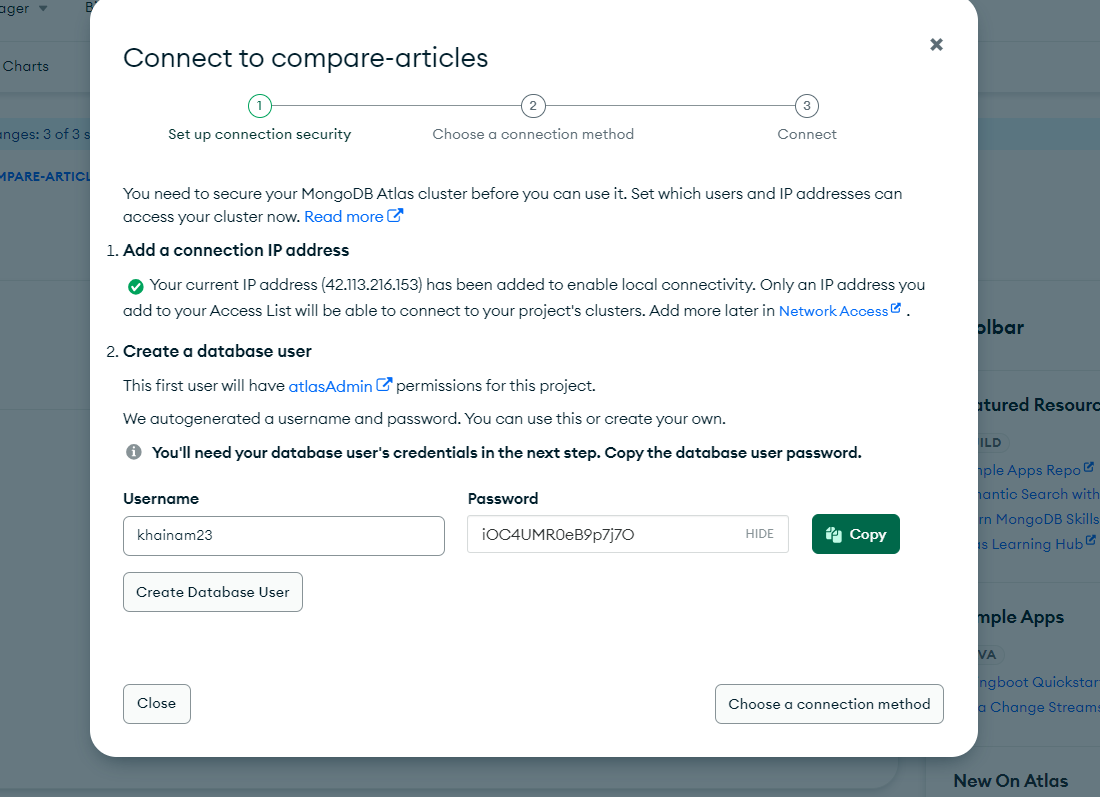 Connect to compare-articles
1
2
3
Set up connection security
Choose a connection method
Connect
Charts
anges: 3 of 3 s
MPARE-ARTICL
You need to secure your MongoDB Atlas cluster before you can use it. Set which users and IP addresses can
access your cluster now. Read more
1. Add a connection IP address
Your current IP address (42.113.216.153) has been added to enable local connectivity. Only an IP address you
add to your Access List will be able to connect to your project's clusters. Add more later in Network Access .
2. Create a database user
This first user will have atlasAdmin permissions for this project.
We autogenerated a username and password. You can use this or create your own.
You'll need your database user's credentials in the next step. Copy the database user password.
Username
Password
khainam23
iOC4UMR0eB9p7j7O
HIDE
Copy
Create Database User
Close
Choose a connection method
olbar
atured Resourc
ILD
mple Apps Repo
mantic Search with
rn MongoDB Skills
as Learning Hub
mple Apps
VA
ngboot Quickstar
a Change Streams
New On Atlas